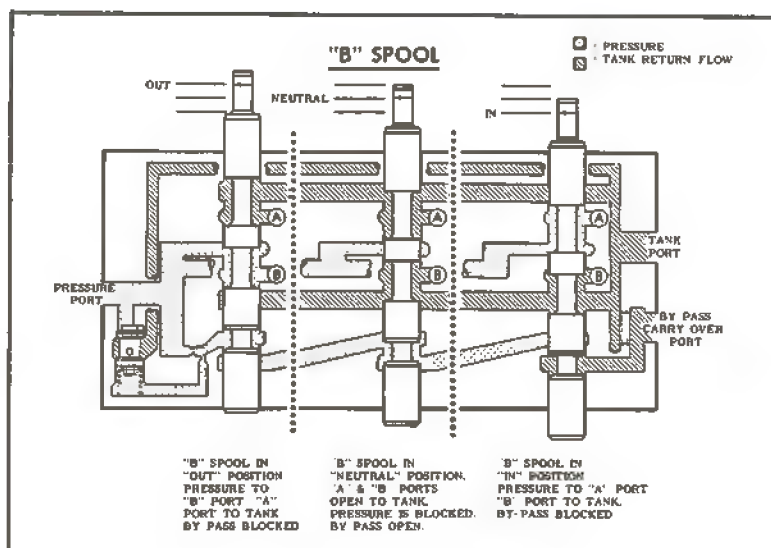 "B" SPOOL
· PRESSURE
· TANK RETURN FLOW
OUT
NEUTRAL
IN
A
A
A
B
B
B
TANK
PORT
PRESSURE
PORT
BY PASS
CARRY OVER
PORT
"B" SPOOL IN
"OUT" POSITION
PRESSURE TO
"B" PORT "A"
PORT TO TANK
BY PASS BLOCKED
"B" SPOOL IN
"NEUTRAL" POSITION.
"A" & "B" PORTS
OPEN TO TANK.
PRESSURE IS BLOCKED.
BY PASS OPEN.
"B" SPOOL IN
"IN" POSITION
PRESSURE TO "A" PORT
"B" PORT TO TANK.
BY-PASS BLOCKED